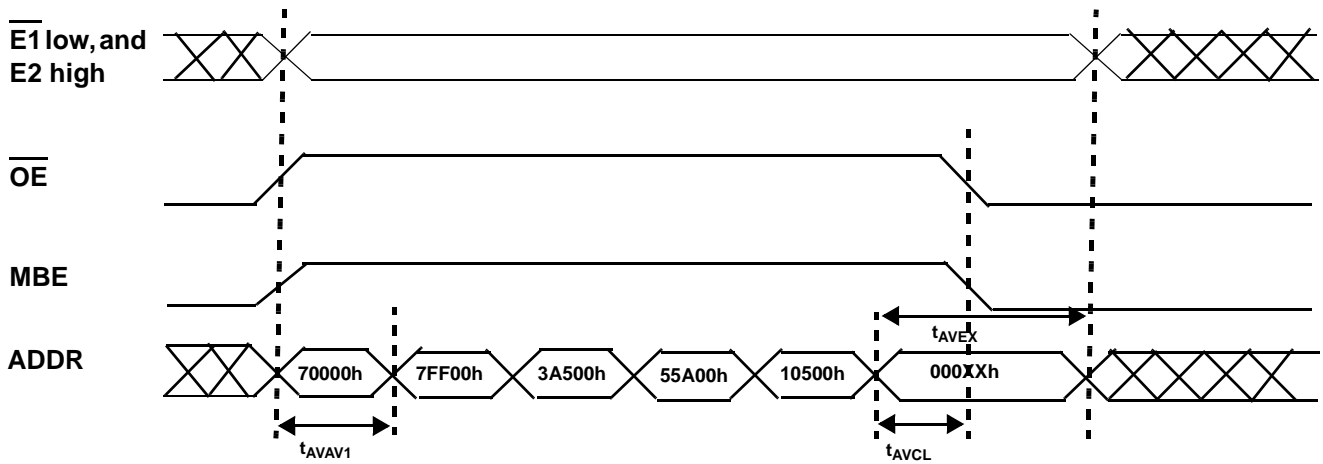 E1 low, and
E2 high
OE
MBE
tAVEX
ADDR
70000h 7FF00h 3A500h 55A00h 10500h 000XXh
tAVAV1 tAVCL